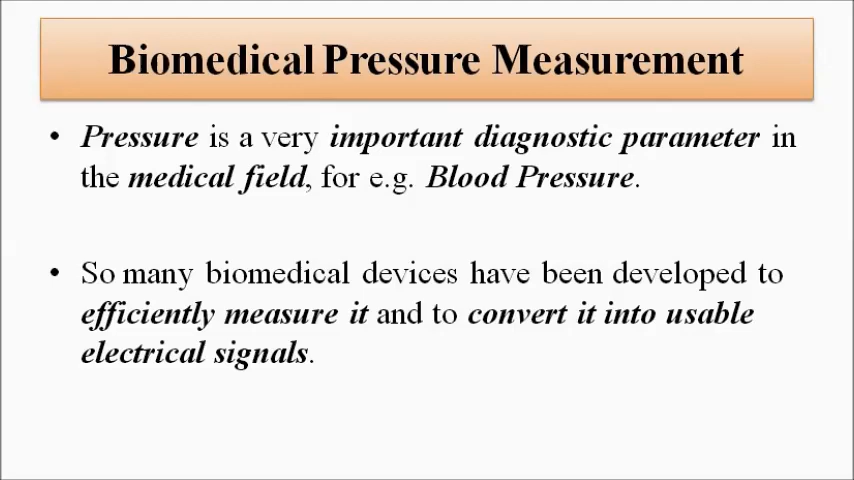 Biomedical Pressure Measurement
• Pressure is a very important diagnostic parameter in
the medical field, for e.g. Blood Pressure.
• So many biomedical devices have been developed to
efficiently measure it and to convert it into usable
electrical signals.